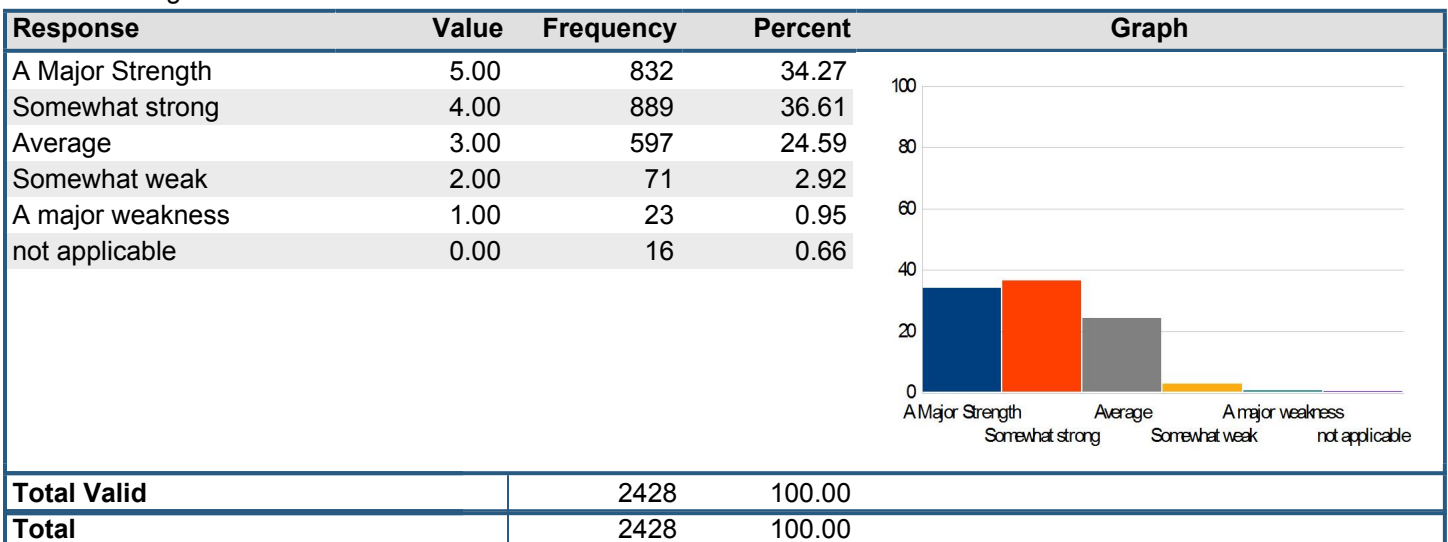 Response Value Frequency Percent Graph
A Major Strength 5.00 832 34.27
Somewhat strong 4.00 889 36.61
Average 3.00 597 24.59
Somewhat weak 2.00 71 2.92
A major weakness 1.00 23 0.95
not applicable 0.00 16 0.66
100
80
60
40
20
0
A Major Strength Average A major weakness
Somewhat strong Somewhat weak not applicable
Total Valid 2428 100.00
Total 2428 100.00